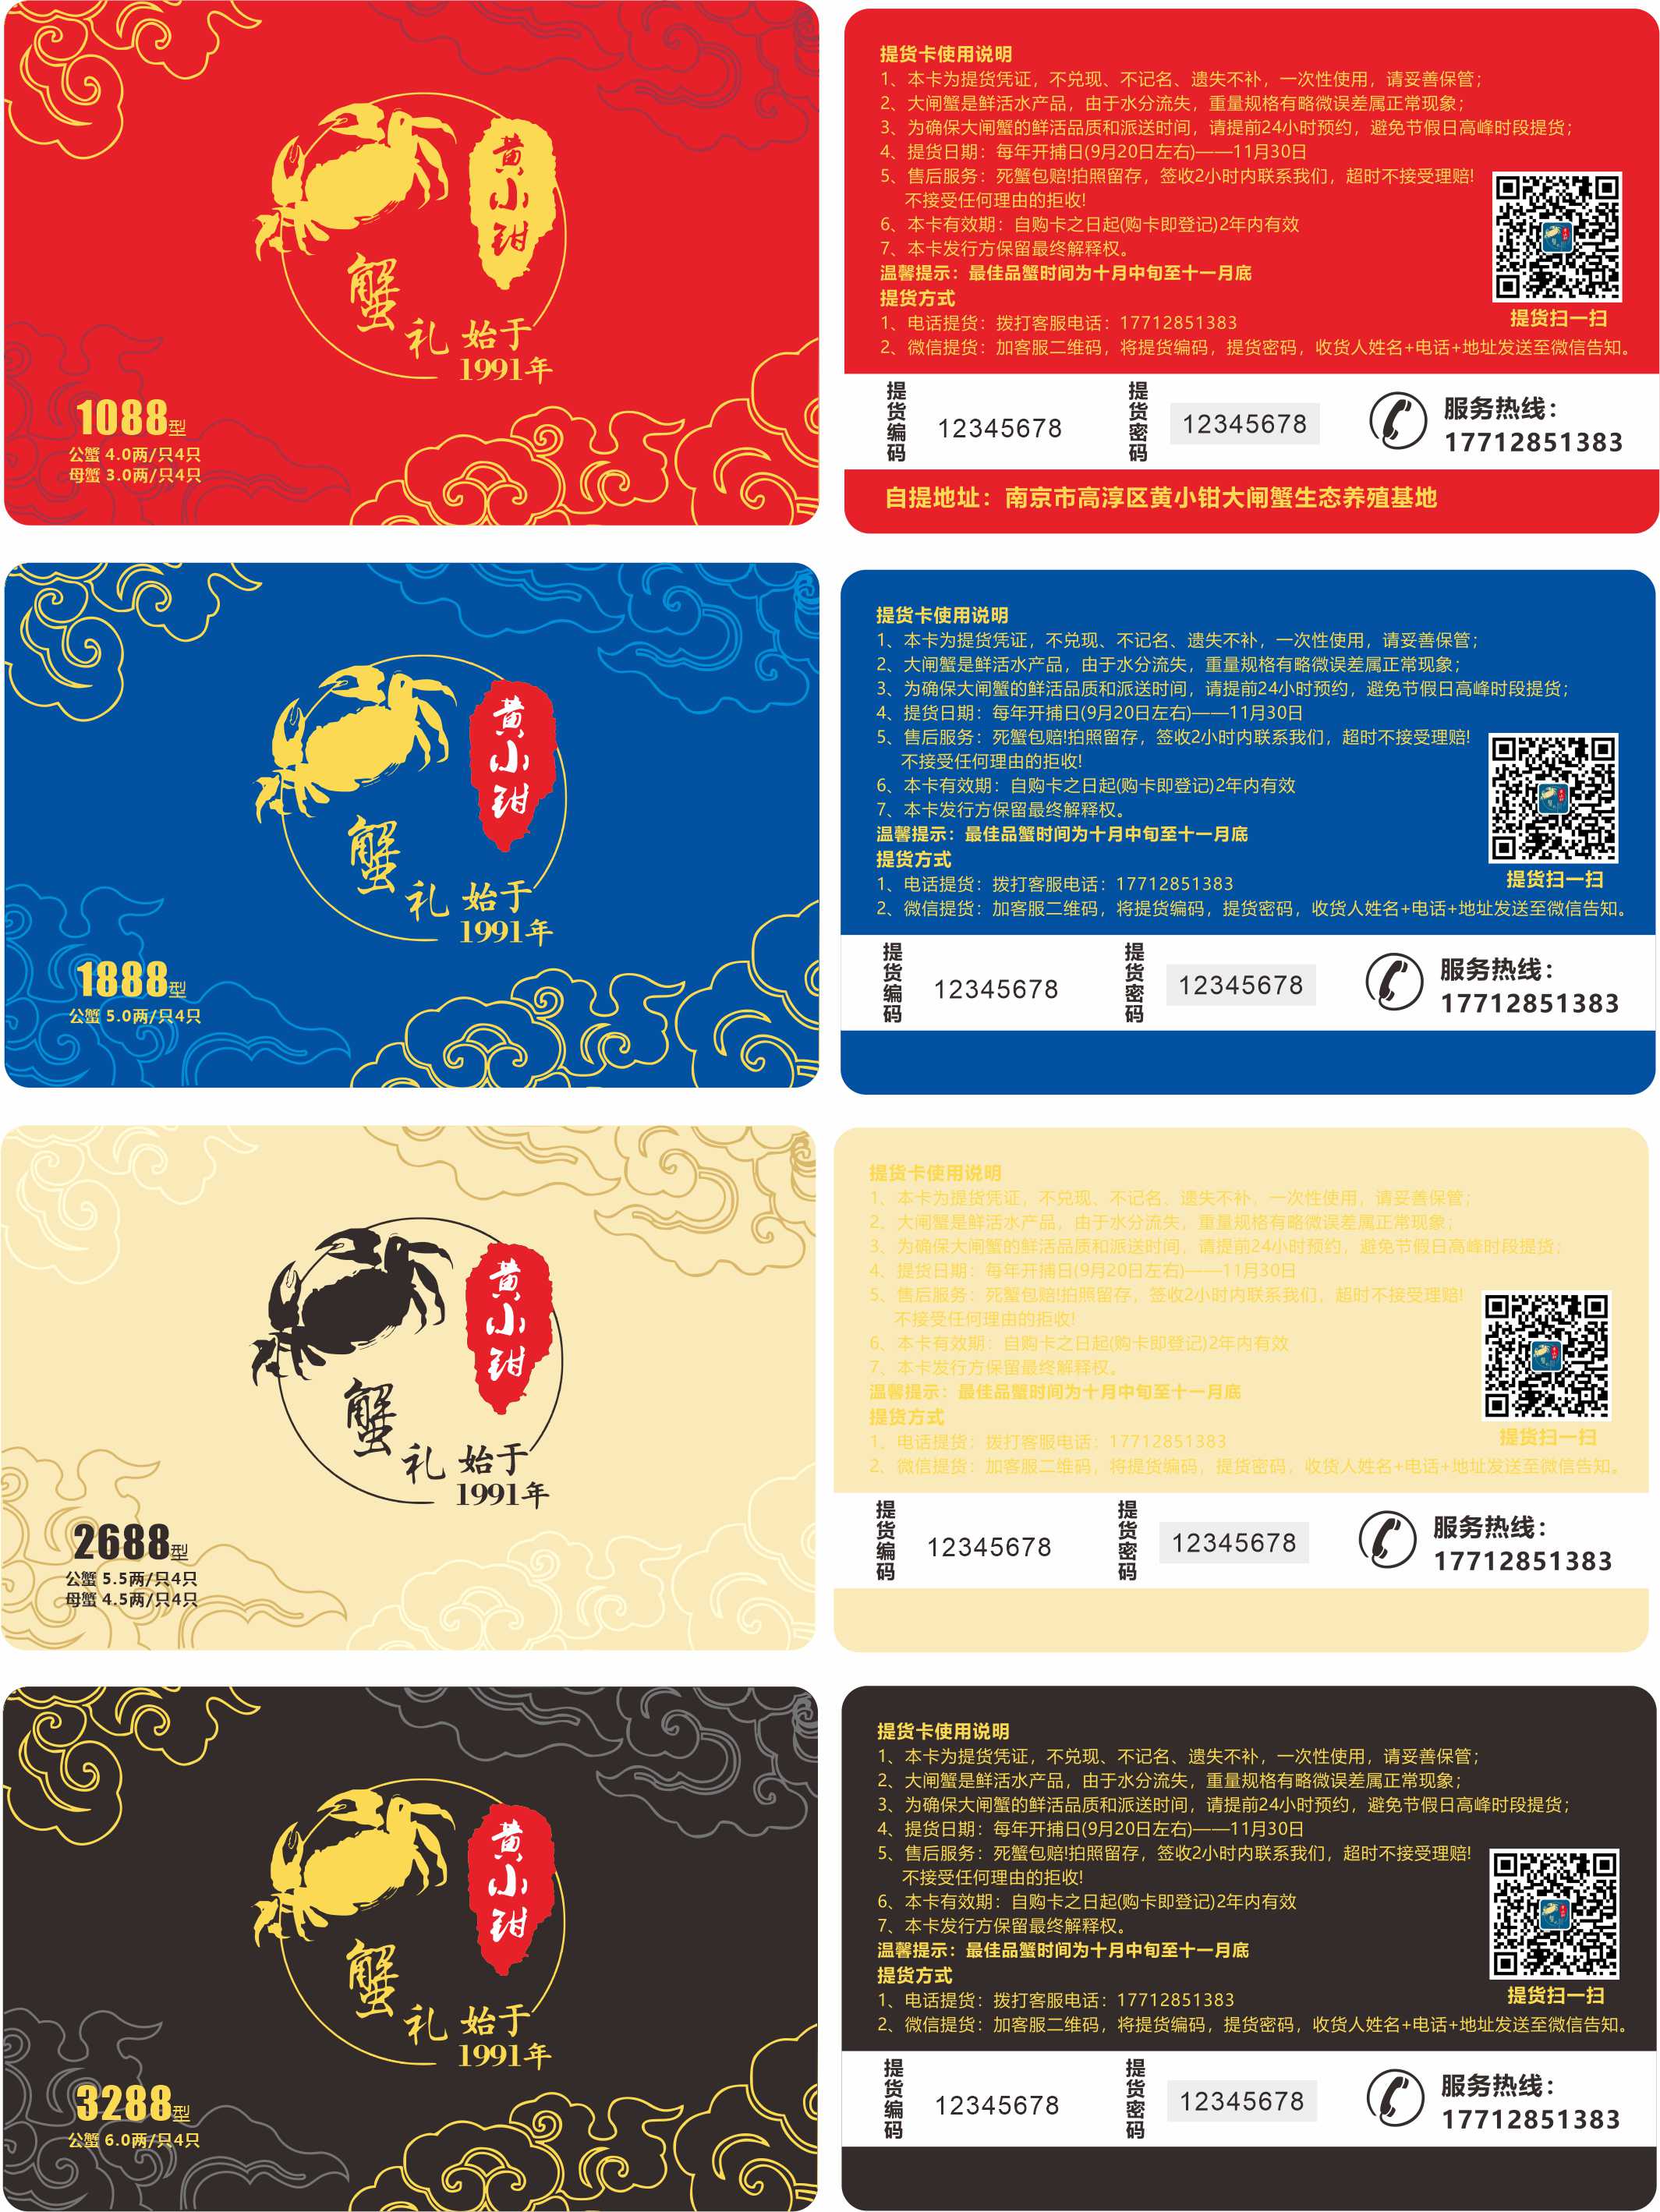 黄小钳
蟹礼 始于
1991年
1088型
公蟹 4.0两/只4只
母蟹 3.0两/只4只
提货卡使用说明
1、本卡为提货凭证，不兑现、不记名、遗失不补，一次性使用，请妥善保管；
2、大闸蟹是鲜活水产品，由于水分流失，重量规格有略微误差属正常现象；
3、为确保大闸蟹的鲜活品质和派送时间，请提前24小时预约，避免节假日高峰时段提货；
4、提货日期：每年开捕日(9月20日左右)——11月30日
5、售后服务：死蟹包赔!拍照留存，签收2小时内联系我们，超时不接受理赔!
不接受任何理由的拒收!
6、本卡有效期：自购卡之日起(购卡即登记)2年内有效
7、本卡发行方保留最终解释权。
温馨提示：最佳品蟹时间为十月中旬至十一月底
提货方式
1、电话提货：拨打客服电话：17712851383
2、微信提货：加客服二维码，将提货编码，提货密码，收货人姓名+电话+地址发送至微信告知。
提货扫一扫
提货编码 12345678
提货密码 12345678
服务热线：
17712851383
自提地址：南京市高淳区黄小钳大闸蟹生态养殖基地
黄小钳
蟹礼 始于
1991年
1888型
公蟹 5.0两/只4只
提货卡使用说明
1、本卡为提货凭证，不兑现、不记名、遗失不补，一次性使用，请妥善保管；
2、大闸蟹是鲜活水产品，由于水分流失，重量规格有略微误差属正常现象；
3、为确保大闸蟹的鲜活品质和派送时间，请提前24小时预约，避免节假日高峰时段提货；
4、提货日期：每年开捕日(9月20日左右)——11月30日
5、售后服务：死蟹包赔!拍照留存，签收2小时内联系我们，超时不接受理赔!
不接受任何理由的拒收!
6、本卡有效期：自购卡之日起(购卡即登记)2年内有效
7、本卡发行方保留最终解释权。
温馨提示：最佳品蟹时间为十月中旬至十一月底
提货方式
1、电话提货：拨打客服电话：17712851383
2、微信提货：加客服二维码，将提货编码，提货密码，收货人姓名+电话+地址发送至微信告知。
提货扫一扫
提货编码 12345678
提货密码 12345678
服务热线：
17712851383
黄小钳
蟹礼 始于
1991年
2688型
公蟹 5.5两/只4只
母蟹 4.5两/只4只
提货卡使用说明
1、本卡为提货凭证，不兑现、不记名、遗失不补，一次性使用，请妥善保管；
2、大闸蟹是鲜活水产品，由于水分流失，重量规格有略微误差属正常现象；
3、为确保大闸蟹的鲜活品质和派送时间，请提前24小时预约，避免节假日高峰时段提货；
4、提货日期：每年开捕日(9月20日左右)——11月30日
5、售后服务：死蟹包赔!拍照留存，签收2小时内联系我们，超时不接受理赔!
不接受任何理由的拒收!
6、本卡有效期：自购卡之日起(购卡即登记)2年内有效
7、本卡发行方保留最终解释权。
温馨提示：最佳品蟹时间为十月中旬至十一月底
提货方式
1、电话提货：拨打客服电话：17712851383
2、微信提货：加客服二维码，将提货编码，提货密码，收货人姓名+电话+地址发送至微信告知。
提货扫一扫
提货编码 12345678
提货密码 12345678
服务热线：
17712851383
黄小钳
蟹礼 始于
1991年
3288型
公蟹 6.0两/只4只
提货卡使用说明
1、本卡为提货凭证，不兑现、不记名、遗失不补，一次性使用，请妥善保管；
2、大闸蟹是鲜活水产品，由于水分流失，重量规格有略微误差属正常现象；
3、为确保大闸蟹的鲜活品质和派送时间，请提前24小时预约，避免节假日高峰时段提货；
4、提货日期：每年开捕日(9月20日左右)——11月30日
5、售后服务：死蟹包赔!拍照留存，签收2小时内联系我们，超时不接受理赔!
不接受任何理由的拒收!
6、本卡有效期：自购卡之日起(购卡即登记)2年内有效
7、本卡发行方保留最终解释权。
温馨提示：最佳品蟹时间为十月中旬至十一月底
提货方式
1、电话提货：拨打客服电话：17712851383
2、微信提货：加客服二维码，将提货编码，提货密码，收货人姓名+电话+地址发送至微信告知。
提货扫一扫
提货编码 12345678
提货密码 12345678
服务热线：
17712851383